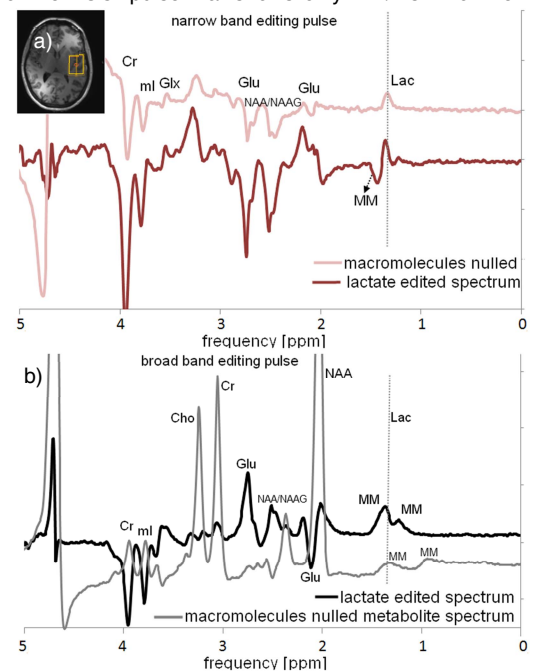 narrow band editing pulse
a)
Cr
mI
Glx
Glu
NAA/NAAG
Glu
Lac
MM
macromolecules nulled
lactate edited spectrum
5 4 3 2 1 0
frequency [ppm]
broad band editing pulse
b)
NAA
Cr
Cho
Lac
Glu
NAA/NAAG
MM
MM
Cr
mI
MM
MM
Glu
lactate edited spectrum
macromolecules nulled metabolite spectrum
5 4 3 2 1 0
frequency [ppm]